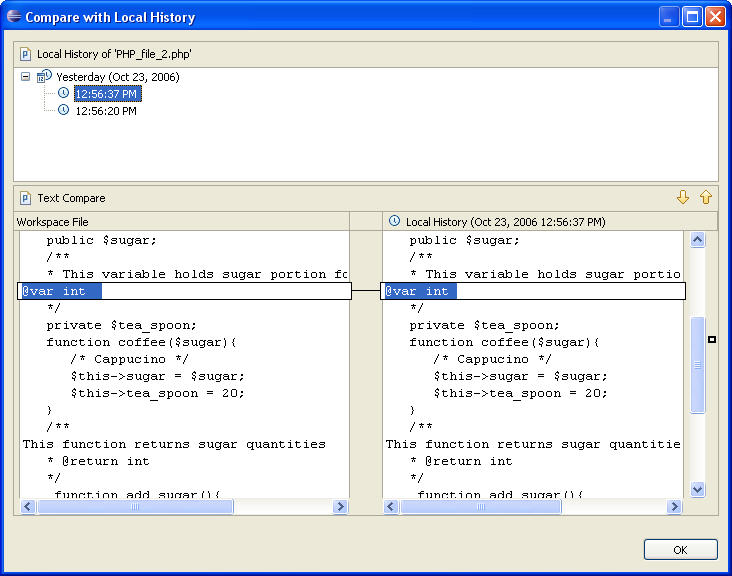 Compare with Local History
Local History of 'PHP_file_2.php'
Yesterday (Oct 23, 2006)
12:56:37 PM
12:56:20 PM
Text Compare
Workspace File
public $sugar;
/**
* This variable holds sugar portion fo
@var int
*/
private $tea_spoon;
function coffee($sugar){
/* Cappucino */
$this->sugar = $sugar;
$this->tea_spoon = 20;
}
/**
This function returns sugar quantities
* @return int
*/
function add_sugar(){
Local History (Oct 23, 2006 12:56:37 PM)
public $sugar;
/**
* This variable holds sugar portio
@var int
*/
private $tea_spoon;
function coffee($sugar){
/* Cappucino */
$this->sugar = $sugar;
$this->tea_spoon = 20;
}
/**
This function returns sugar quantitie
* @return int
*/
function add_sugar(){
OK